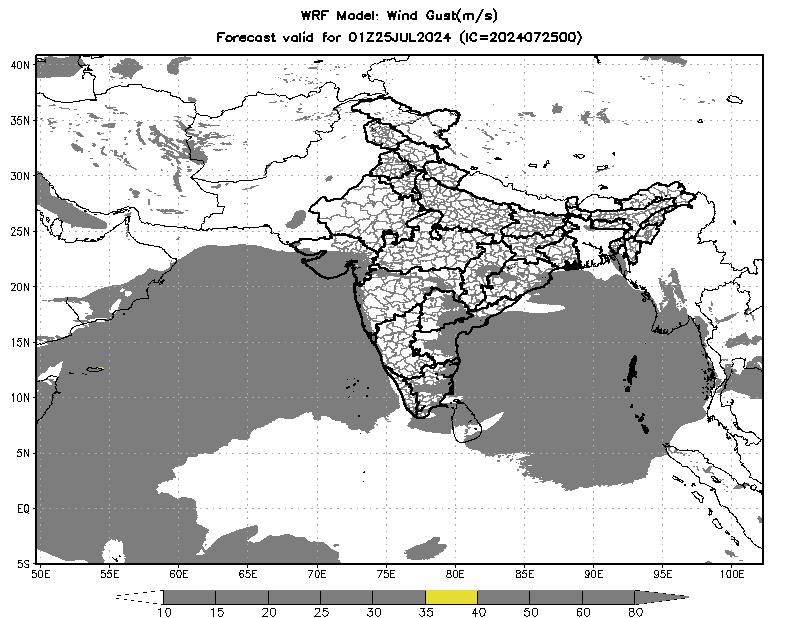 WRF Model: Wind Gust(m/s)
Forecast valid for 01Z25JUL2024 (IC=2024072500)
40N
35N
30N
25N
20N
15N
10N
5N
EQ
5S
50E 55E 60E 65E 70E 75E 80E 85E 90E 95E 100E
10 15 20 25 30 35 40 50 60 80